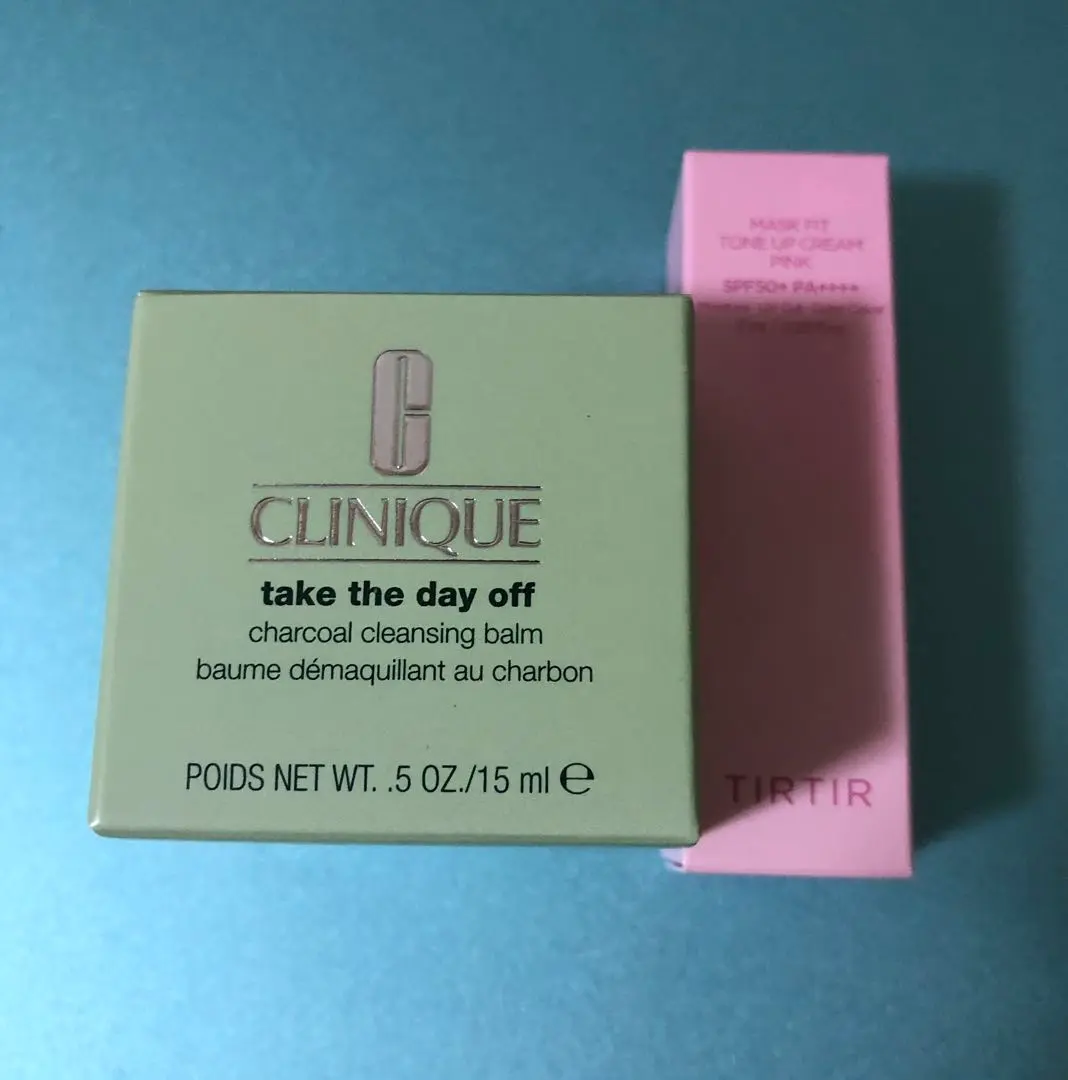 CLINIQUE
take the day off
charcoal cleansing balm
baume démaquillant au charbon
POIDS NET WT. .5 OZ./15 ml ℮
MASK FIT
TONE UP CREAM
PINK
SPF50+ PA++++
TIRTIR